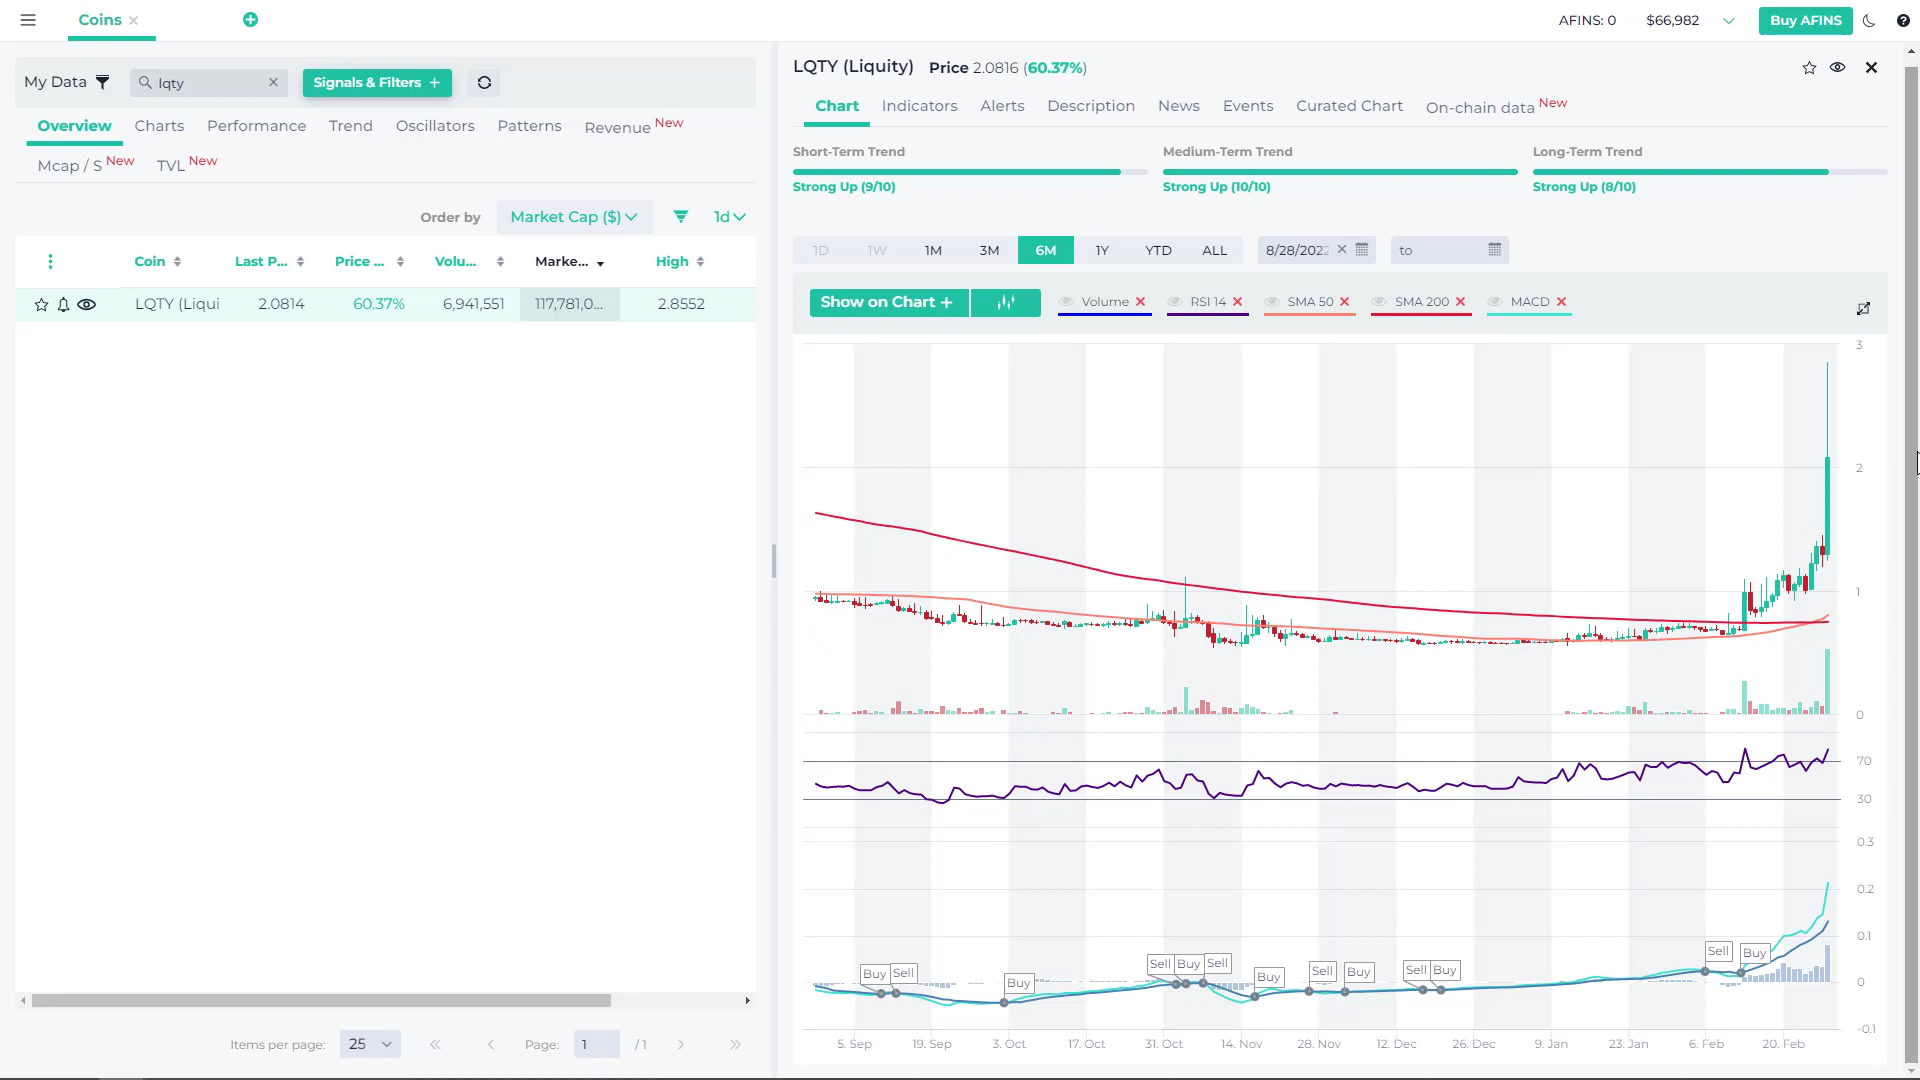 Coins
AFINS: 0 $66,982 Buy AFINS
My Data lqty Signals & Filters +
Overview Charts Performance Trend Oscillators Patterns Revenue New
Mcap / S New TVL New
Order by Market Cap ($) 1d
Coin Last P... Price ... Volu... Marke... High
LQTY (Liqui 2.0814 60.37% 6,941,551 117,781,0... 2.8552
Items per page: 25 Page: 1 / 1
LQTY (Liquity) Price 2.0816 (60.37%)
Chart Indicators Alerts Description News Events Curated Chart On-chain data New
Short-Term Trend Medium-Term Trend Long-Term Trend
Strong Up (9/10) Strong Up (10/10) Strong Up (8/10)
1D 1W 1M 3M 6M 1Y YTD ALL 8/28/2022 to
Show on Chart + Volume RSI 14 SMA 50 SMA 200 MACD
3
2
1
0
70
30
0.3
0.2
0.1
0
-0.1
Buy Sell Buy Sell Buy Sell Buy Sell Buy Sell Buy Sell Buy
5. Sep 19. Sep 3. Oct 17. Oct 31. Oct 14. Nov 28. Nov 12. Dec 26. Dec 9. Jan 23. Jan 6. Feb 20. Feb